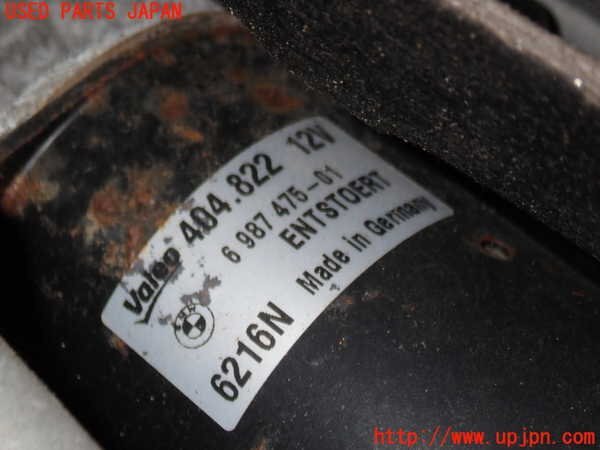 USED PARTS JAPAN
Valeo 404.822 12V
6 987 475-01
ENTSTOERT
6216N Made in Germany
http://www.upjpn.com/